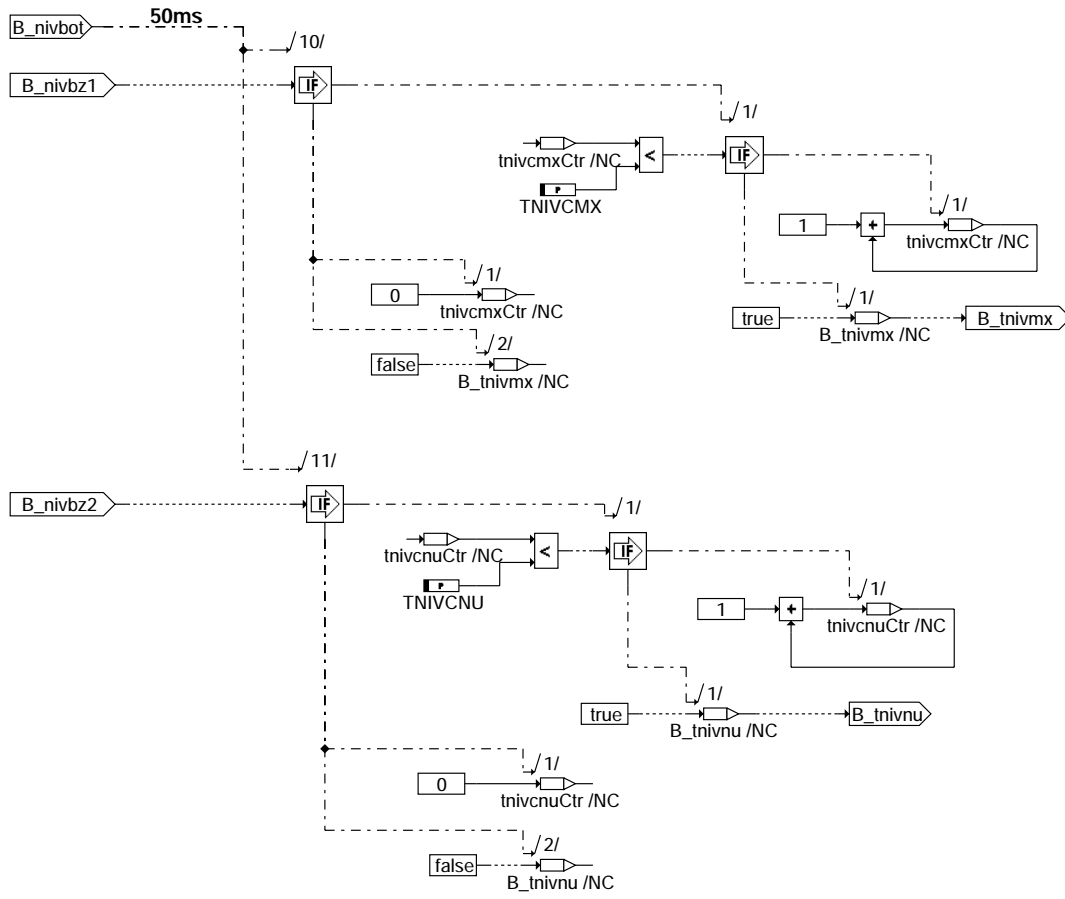 50ms
B_nivbot
/10/
B_nivbz1
IF
/1/
tnivcmxCtr /NC
<
IF
P
TNIVCMX
/1/
1
+
tnivcmxCtr /NC
/1/
0
tnivcmxCtr /NC
/1/
true
B_tnivmx /NC
B_tnivmx
/2/
false
B_tnivmx /NC
/11/
B_nivbz2
IF
/1/
tnivcnuCtr /NC
<
IF
P
TNIVCNU
/1/
1
+
tnivcnuCtr /NC
/1/
true
B_tnivnu /NC
B_tnivnu
/1/
0
tnivcnuCtr /NC
/2/
false
B_tnivnu /NC